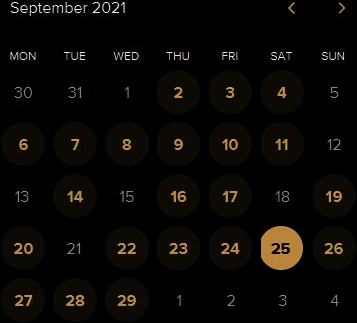 September 2021
MON TUE WED THU FRI SAT SUN
30 31 1 2 3 4 5
6 7 8 9 10 11 12
13 14 15 16 17 18 19
20 21 22 23 24 25 26
27 28 29 1 2 3 4